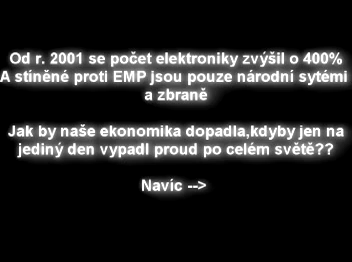 Od r. 2001 se počet elektroniky zvýšil o 400%
A stíněné proti EMP jsou pouze národní sytémi
a zbraně
Jak by naše ekonomika dopadla,kdyby jen na
jediný den vypadl proud po celém světě??
Navíc -->